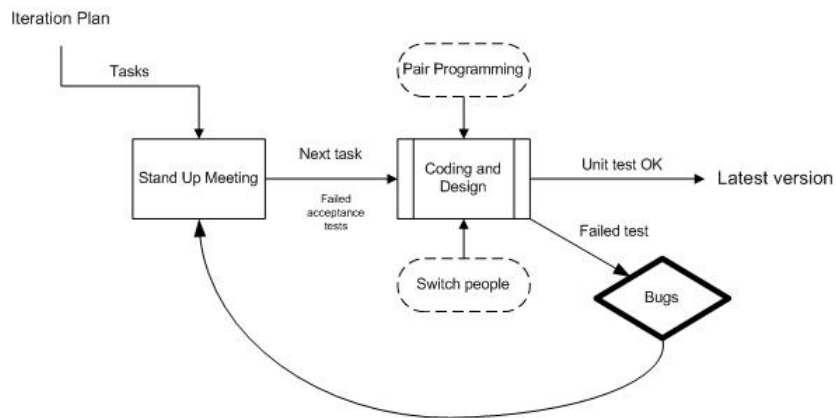 Iteration Plan
Tasks
Pair Programming
Stand Up Meeting
Next task
Failed
acceptance
tests
Coding and
Design
Unit test OK
Latest version
Failed test
Switch people
Bugs